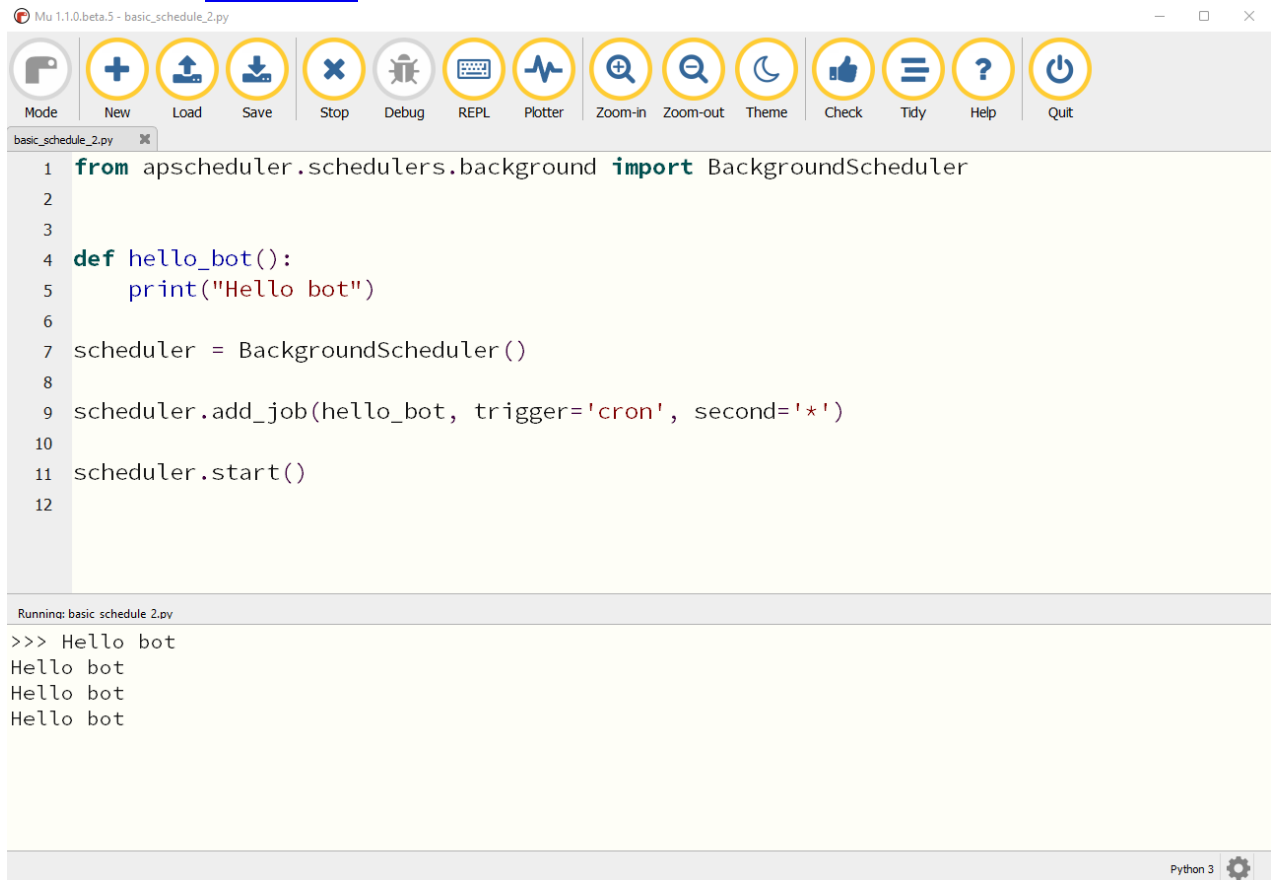 Mu 1.1.0.beta.5 - basic_schedule_2.py
Mode New Load Save Stop Debug REPL Plotter Zoom-in Zoom-out Theme Check Tidy Help Quit
basic_schedule_2.py
1 from apscheduler.schedulers.background import BackgroundScheduler
2
3
4 def hello_bot():
5     print("Hello bot")
6
7 scheduler = BackgroundScheduler()
8
9 scheduler.add_job(hello_bot, trigger='cron', second='*')
10
11 scheduler.start()
12
Running: basic_schedule_2.py
>>> Hello bot
Hello bot
Hello bot
Hello bot
Python 3